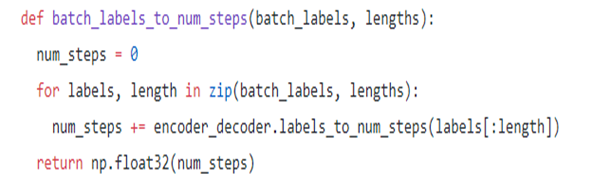 def batch_labels_to_num_steps(batch_labels, lengths):
  num_steps = 0
  for labels, length in zip(batch_labels, lengths):
    num_steps += encoder_decoder.labels_to_num_steps(labels[:length])
  return np.float32(num_steps)